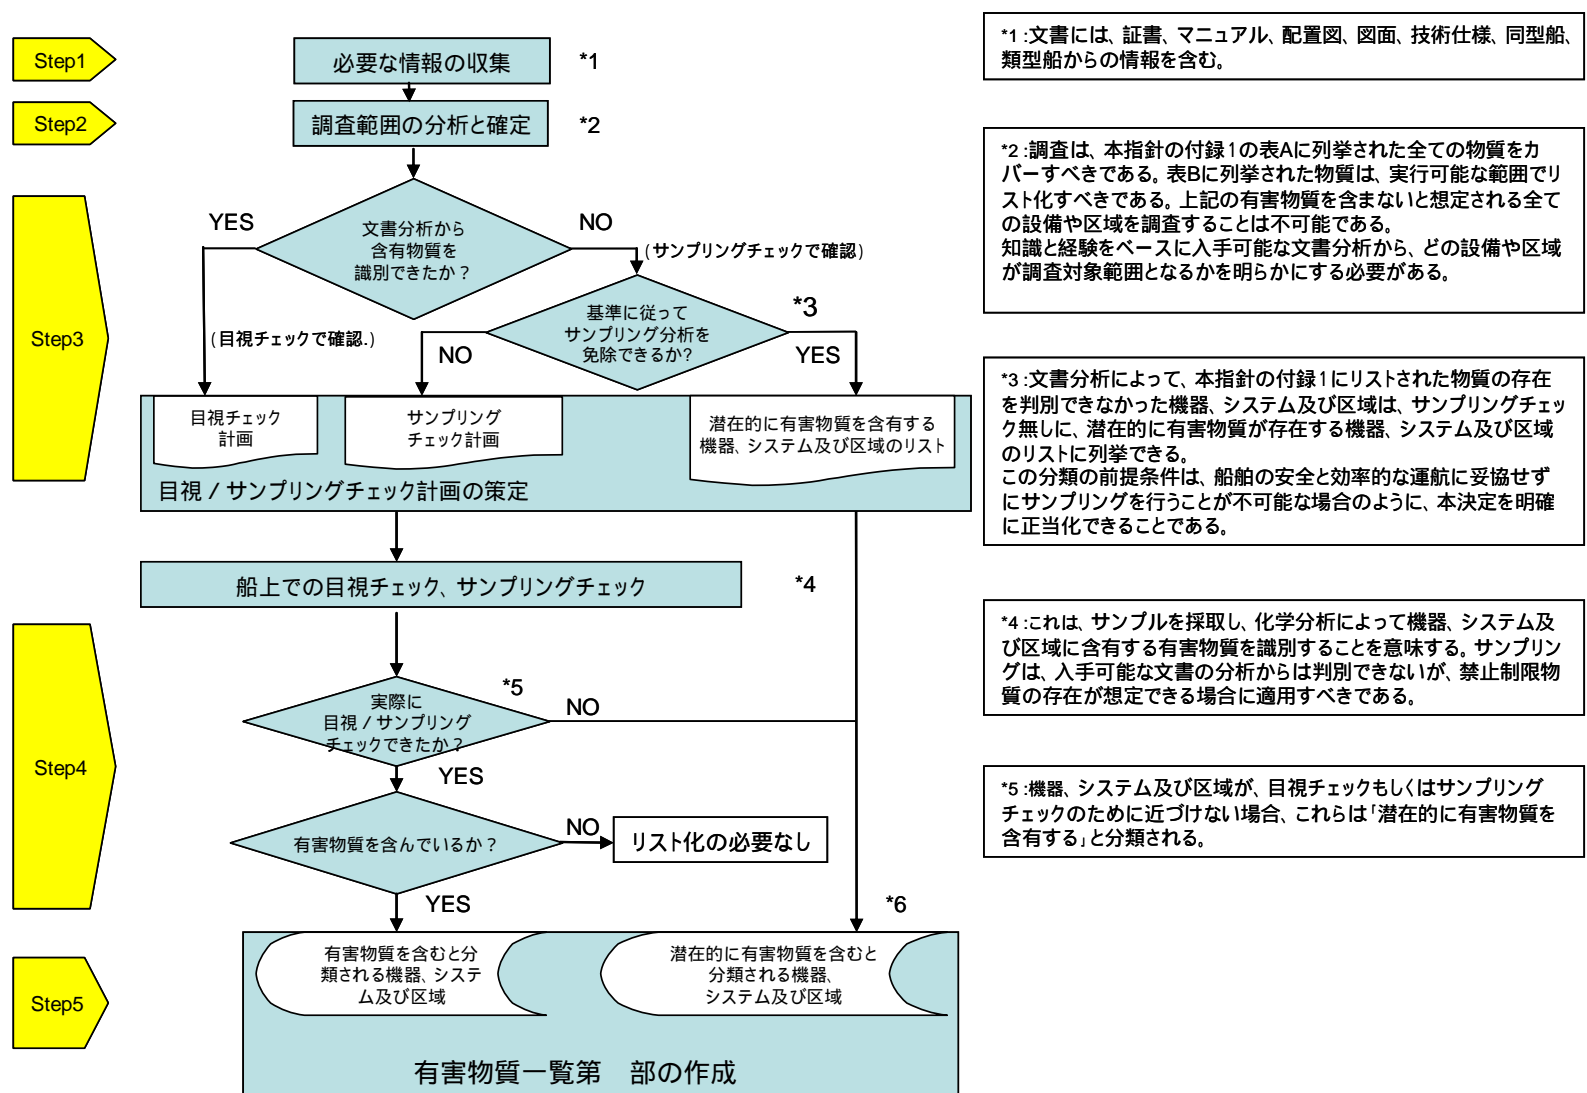 Step1
必要な情報の収集
*1
Step2
調査範囲の分析と確定
*2
Step3
YES
NO
文書分析から
含有物質を
識別できたか？
(サンプリングチェックで確認)
(目視チェックで確認.)
*3
基準に従って
サンプリング分析を
免除できるか?
NO
YES
目視チェック
計画
サンプリング
チェック計画
潜在的に有害物質を含有する
機器、システム及び区域のリスト
目視 / サンプリングチェック計画の策定
船上での目視チェック、サンプリングチェック
*4
Step4
*5
実際に
目視 / サンプリング
チェックできたか？
NO
YES
有害物質を含んでいるか？
NO
リスト化の必要なし
YES
*6
Step5
有害物質を含むと分
類される機器、システ
ム及び区域
潜在的に有害物質を含むと
分類される機器、
システム及び区域
有害物質一覧第　部の作成
*1 :文書には、証書、マニュアル、配置図、図面、技術仕様、同型船、
類型船からの情報を含む。
*2 :調査は、本指針の付録1の表Aに列挙された全ての物質をカ
バーすべきである。表Bに列挙された物質は、実行可能な範囲でリ
スト化すべきである。上記の有害物質を含まないと想定される全て
の設備や区域を調査することは不可能である。
知識と経験をベースに入手可能な文書分析から、どの設備や区域
が調査対象範囲となるかを明らかにする必要がある。
*3 :文書分析によって、本指針の付録1にリストされた物質の存在
を判別できなかった機器、システム及び区域は、サンプリングチェッ
ク無しに、潜在的に有害物質が存在する機器、システム及び区域
のリストに列挙できる。
この分類の前提条件は、船舶の安全と効率的な運航に妥協せず
にサンプリングを行うことが不可能な場合のように、本決定を明確
に正当化できることである。
*4 :これは、サンプルを採取し、化学分析によって機器、システム及
び区域に含有する有害物質を識別することを意味する。サンプリン
グは、入手可能な文書の分析からは判別できないが、禁止制限物
質の存在が想定できる場合に適用すべきである。
*5 :機器、システム及び区域が、目視チェックもしくはサンプリング
チェックのために近づけない場合、これらは「潜在的に有害物質を
含有する」と分類される。